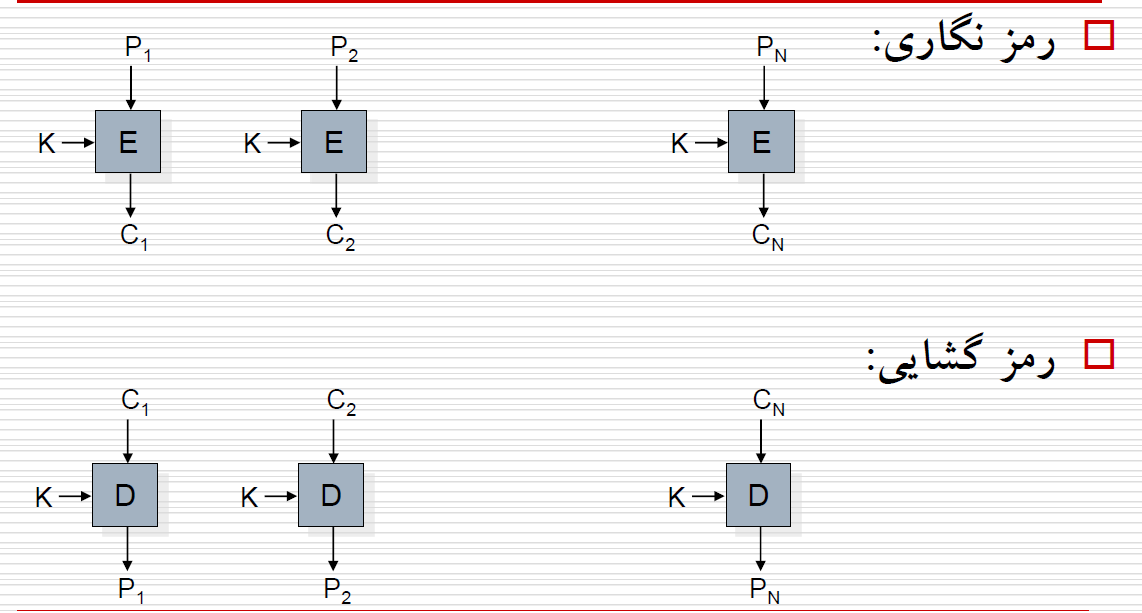 رمز نگاری:
P1 P2 PN
K E K E K E
C1 C2 CN
رمز گشایی:
C1 C2 CN
K D K D K D
P1 P2 PN